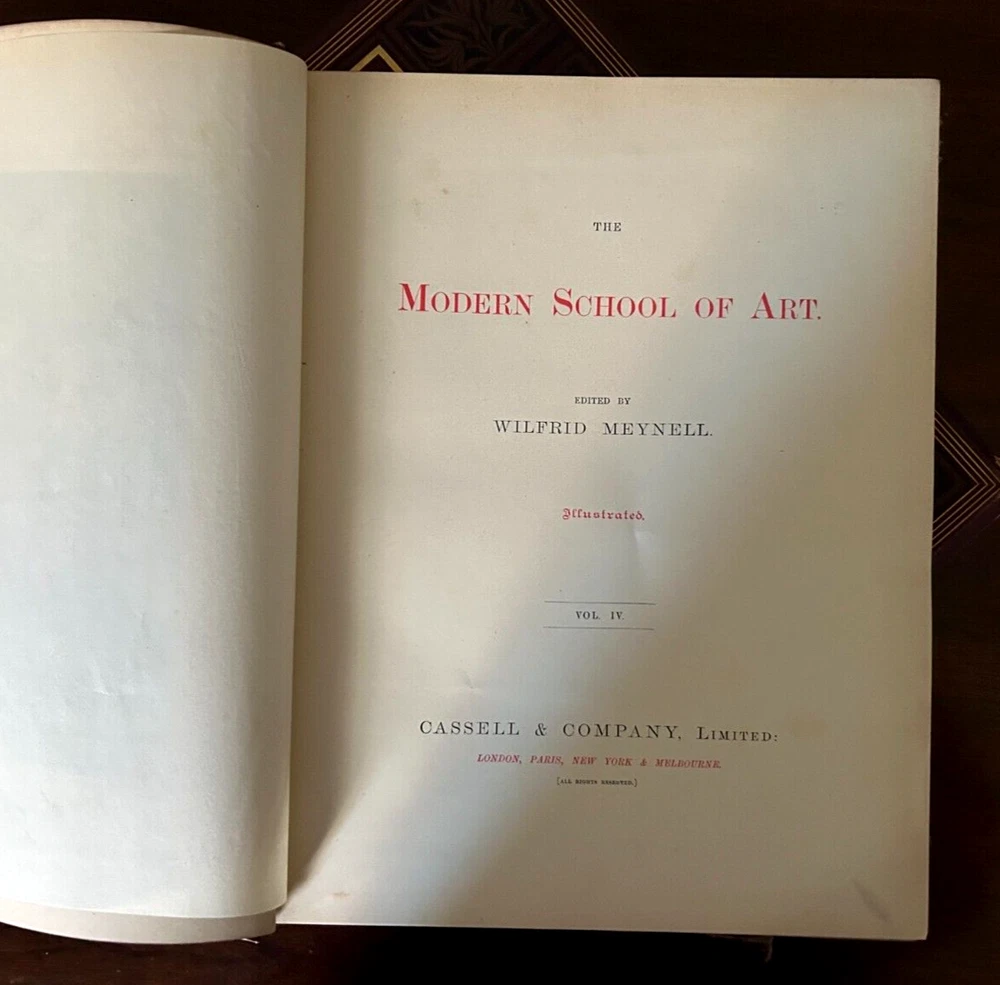 THE
MODERN SCHOOL OF ART.
EDITED BY
WILFRID MEYNELL.
Illustrated.
VOL. IV.
CASSELL & COMPANY, LIMITED:
LONDON, PARIS, NEW YORK & MELBOURNE.
[ALL RIGHTS RESERVED.]